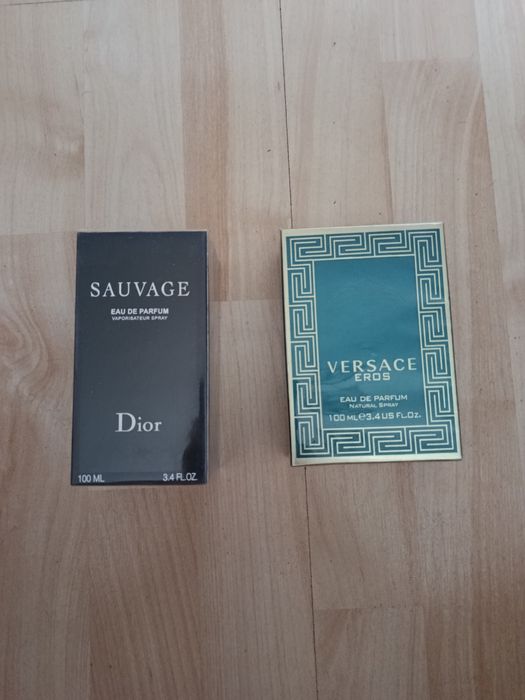 SAUVAGE
EAU DE PARFUM
VAPORISATEUR SPRAY
Dior
100 ML 3.4 FL.OZ.
VERSACE
EROS
EAU DE PARFUM
NATURAL SPRAY
100 ML ℮ 3.4 US FL.OZ.